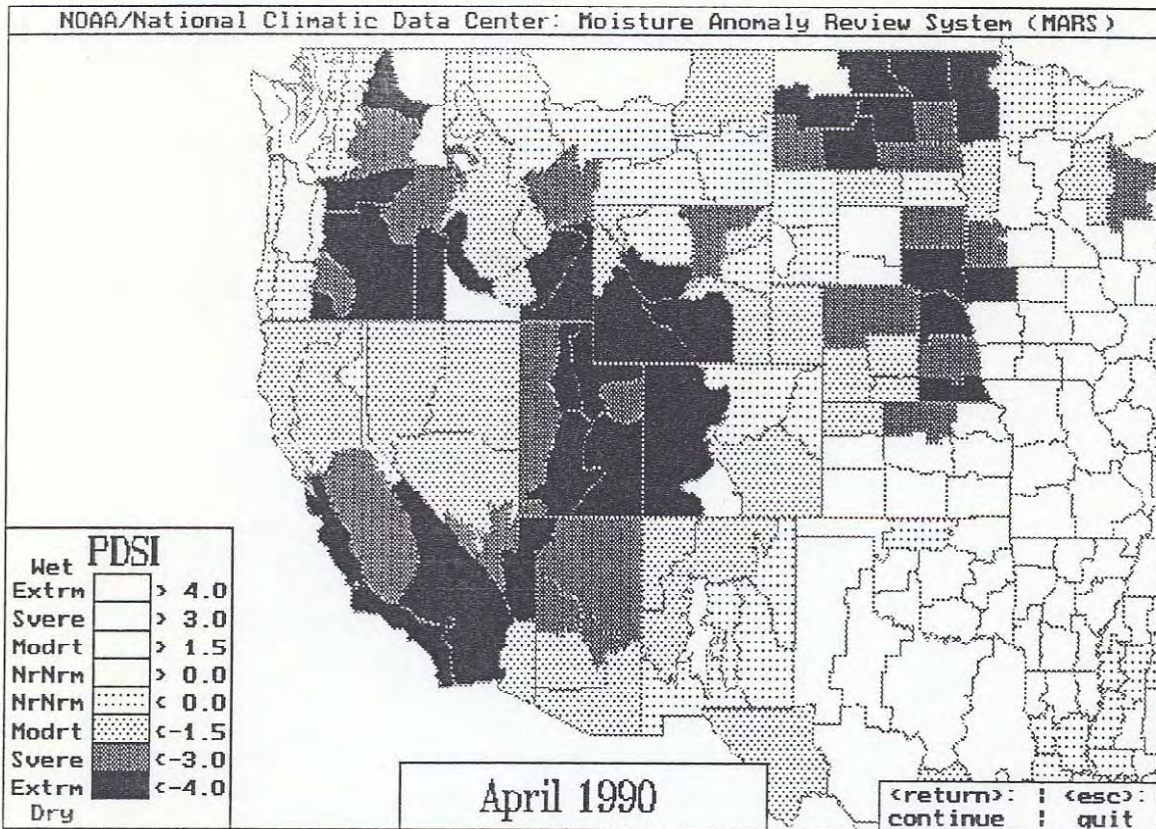 NOAA/National Climatic Data Center: Moisture Anomaly Review System (MARS)
PDSI
Wet
Extrm > 4.0
Svere > 3.0
Modrt > 1.5
NrNrm > 0.0
NrNrm < 0.0
Modrt <-1.5
Svere <-3.0
Extrm <-4.0
Dry
April 1990
<return>: ¦ <esc>:
continue ¦ quit